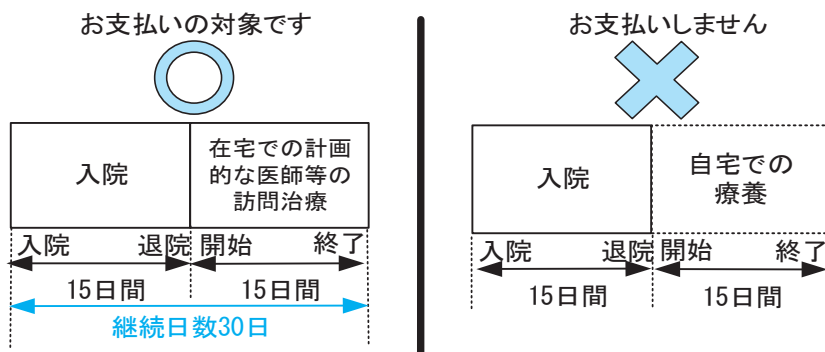 お支払いの対象です
入院
在宅での計画
的な医師等の
訪問治療
入院 退院 開始 終了
15日間 15日間
継続日数30日
お支払いしません
入院
自宅での
療養
入院 退院 開始 終了
15日間 15日間